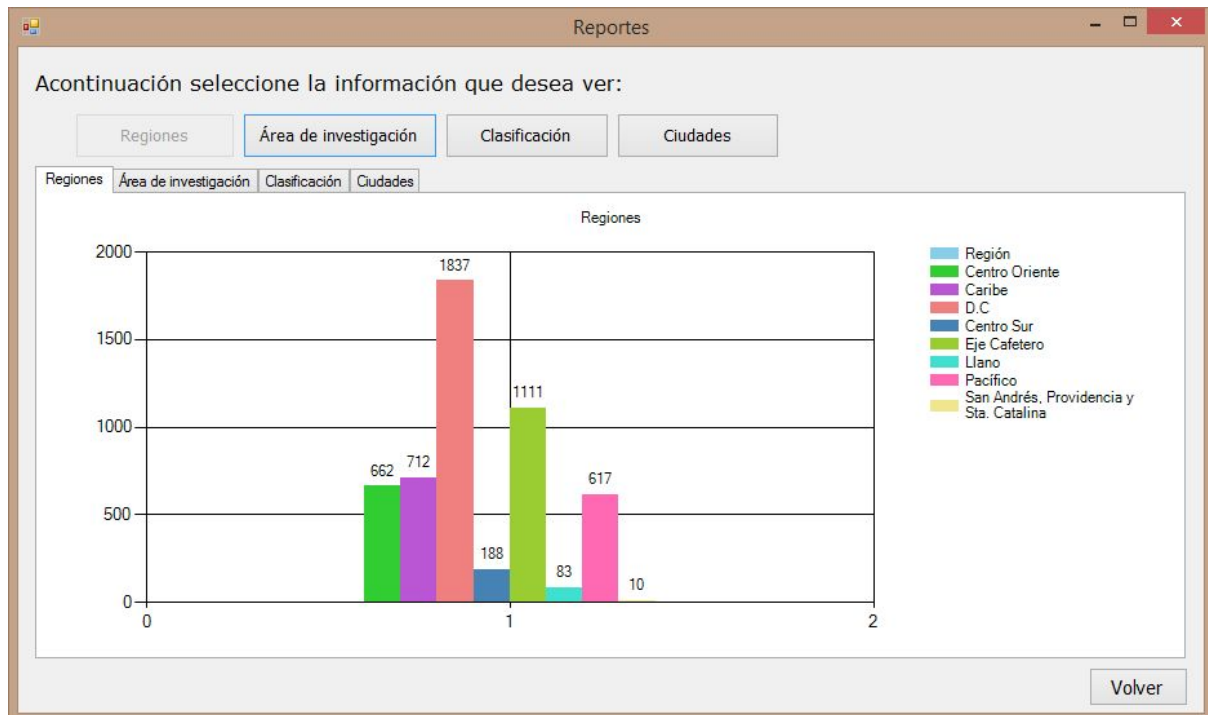 Reportes
Acontinuación seleccione la información que desea ver:
Regiones Área de investigación Clasificación Ciudades
Regiones Área de investigación Clasificación Ciudades
Regiones
2000
1500
1000
500
0
0 1 2
662
712
1837
188
1111
83
617
10
Región
Centro Oriente
Caribe
D.C
Centro Sur
Eje Cafetero
Llano
Pacífico
San Andrés, Providencia y
Sta. Catalina
Volver